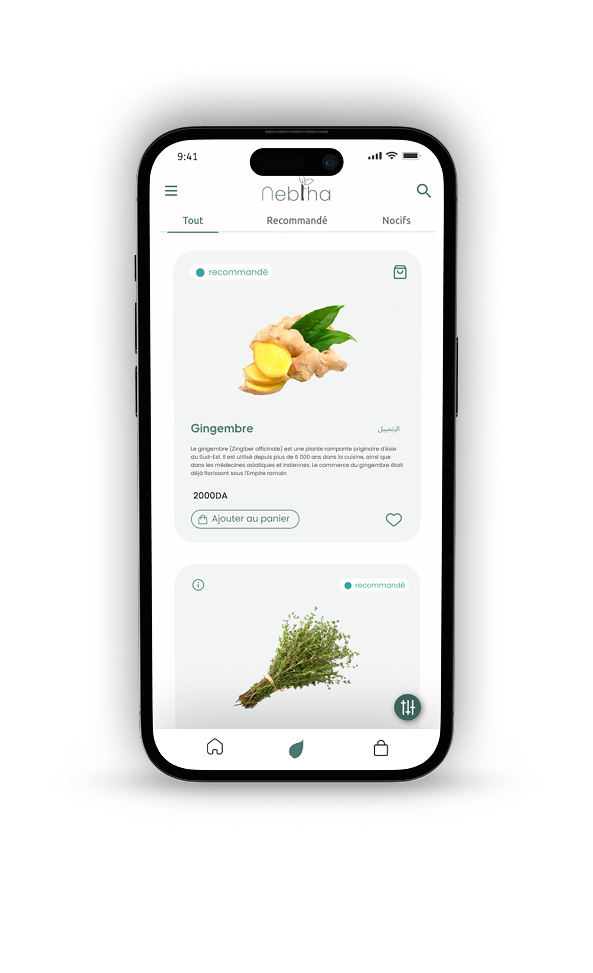 9:41
Nebtha
Tout Recommandé Nocifs
recommandé
Gingembre الزنجبيل
Le gingembre (Zingiber officinale) est une plante rampante originaire d'Asie
du Sud-Est. Il est utilisé depuis plus de 6 000 ans dans la cuisine, ainsi que
dans les médecines asiatiques et indiennes. Le commerce du gingembre était
déjà florissant sous l'Empire romain
2000DA
Ajouter au panier
recommandé